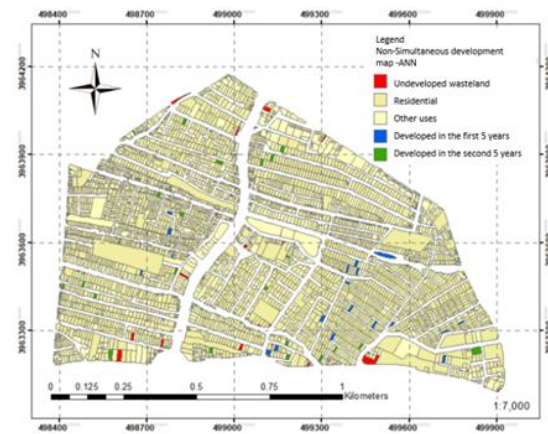 498400 498700 499000 499300 499600 499900
Legend
Non-Simultaneous development
map -ANN
Undeveloped wasteland
Residential
Other uses
Developed in the first 5 years
Developed in the second 5 years
N
3964200
3963900 3963900
3963600 3963600
3963300
0 0.125 0.25 0.5 0.75 1
Kilometers
1:7,000
498400 498700 499000 499300 499600 499900